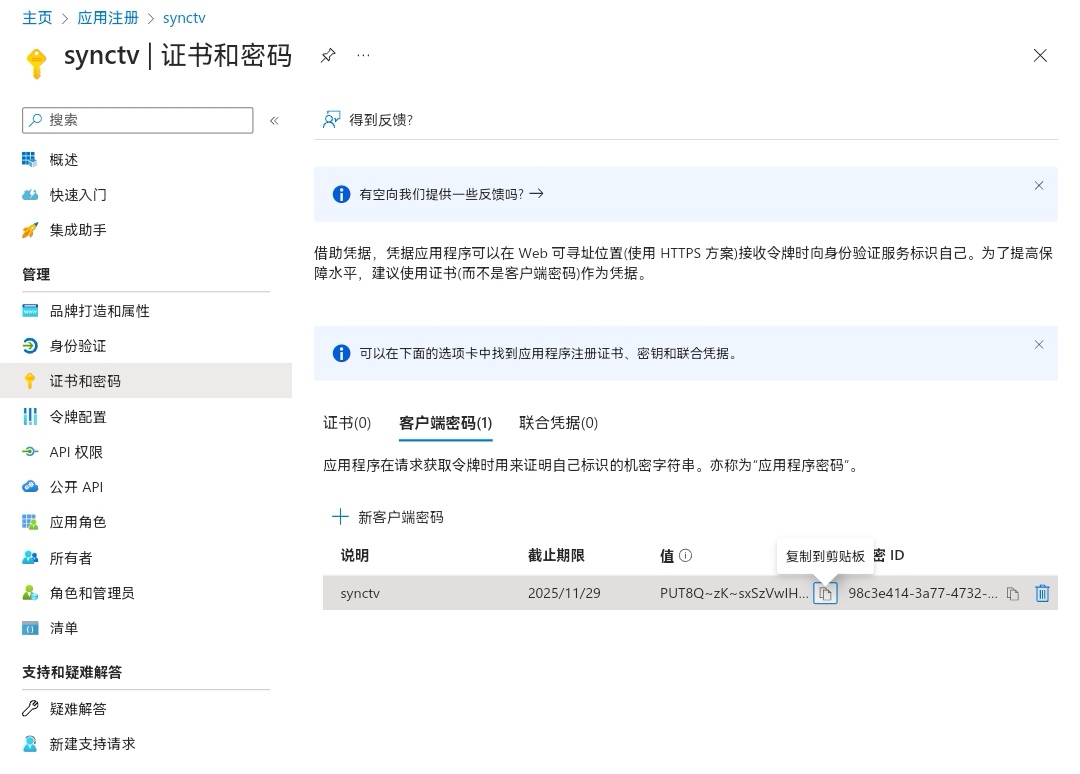 主页 > 应用注册 > synctv
synctv | 证书和密码
搜索
得到反馈?
概述
快速入门
集成助手
管理
品牌打造和属性
身份验证
证书和密码
令牌配置
API 权限
公开 API
应用角色
所有者
角色和管理员
清单
支持和疑难解答
疑难解答
新建支持请求
有空向我们提供一些反馈吗? →
借助凭据，凭据应用程序可以在 Web 可寻址位置(使用 HTTPS 方案)接收令牌时向身份验证服务标识自己。为了提高保
障水平，建议使用证书(而不是客户端密码)作为凭据。
可以在下面的选项卡中找到应用程序注册证书、密钥和联合凭据。
证书(0) 客户端密码(1) 联合凭据(0)
应用程序在请求获取令牌时用来证明自己标识的机密字符串。亦称为"应用程序密码"。
新客户端密码
说明 截止期限 值 密 ID
复制到剪贴板
synctv 2025/11/29 PUT8Q~zK~sxSzVwIH... 98c3e414-3a77-4732-...